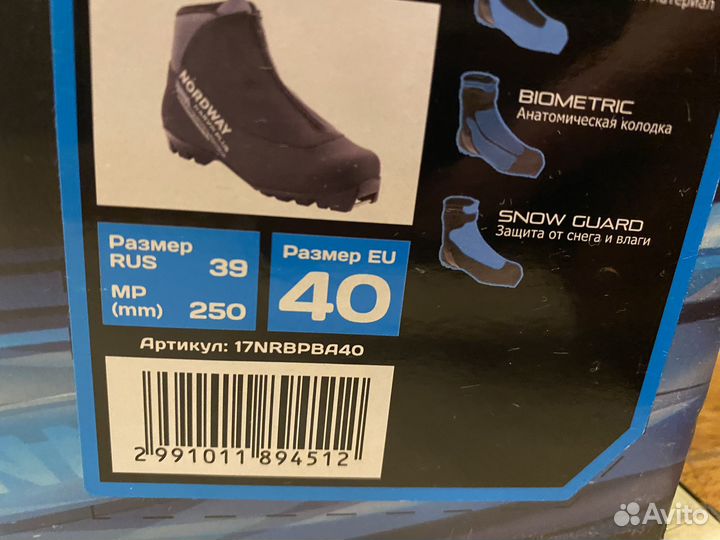 материал
BIOMETRIC
Анатомическая колодка
SNOW GUARD
Защита от снега и влаги
NORDWAY
Размер RUS 39
MP (mm) 250
Размер EU 40
Артикул: 17NRBPBA40
2 991011 894512
Avito